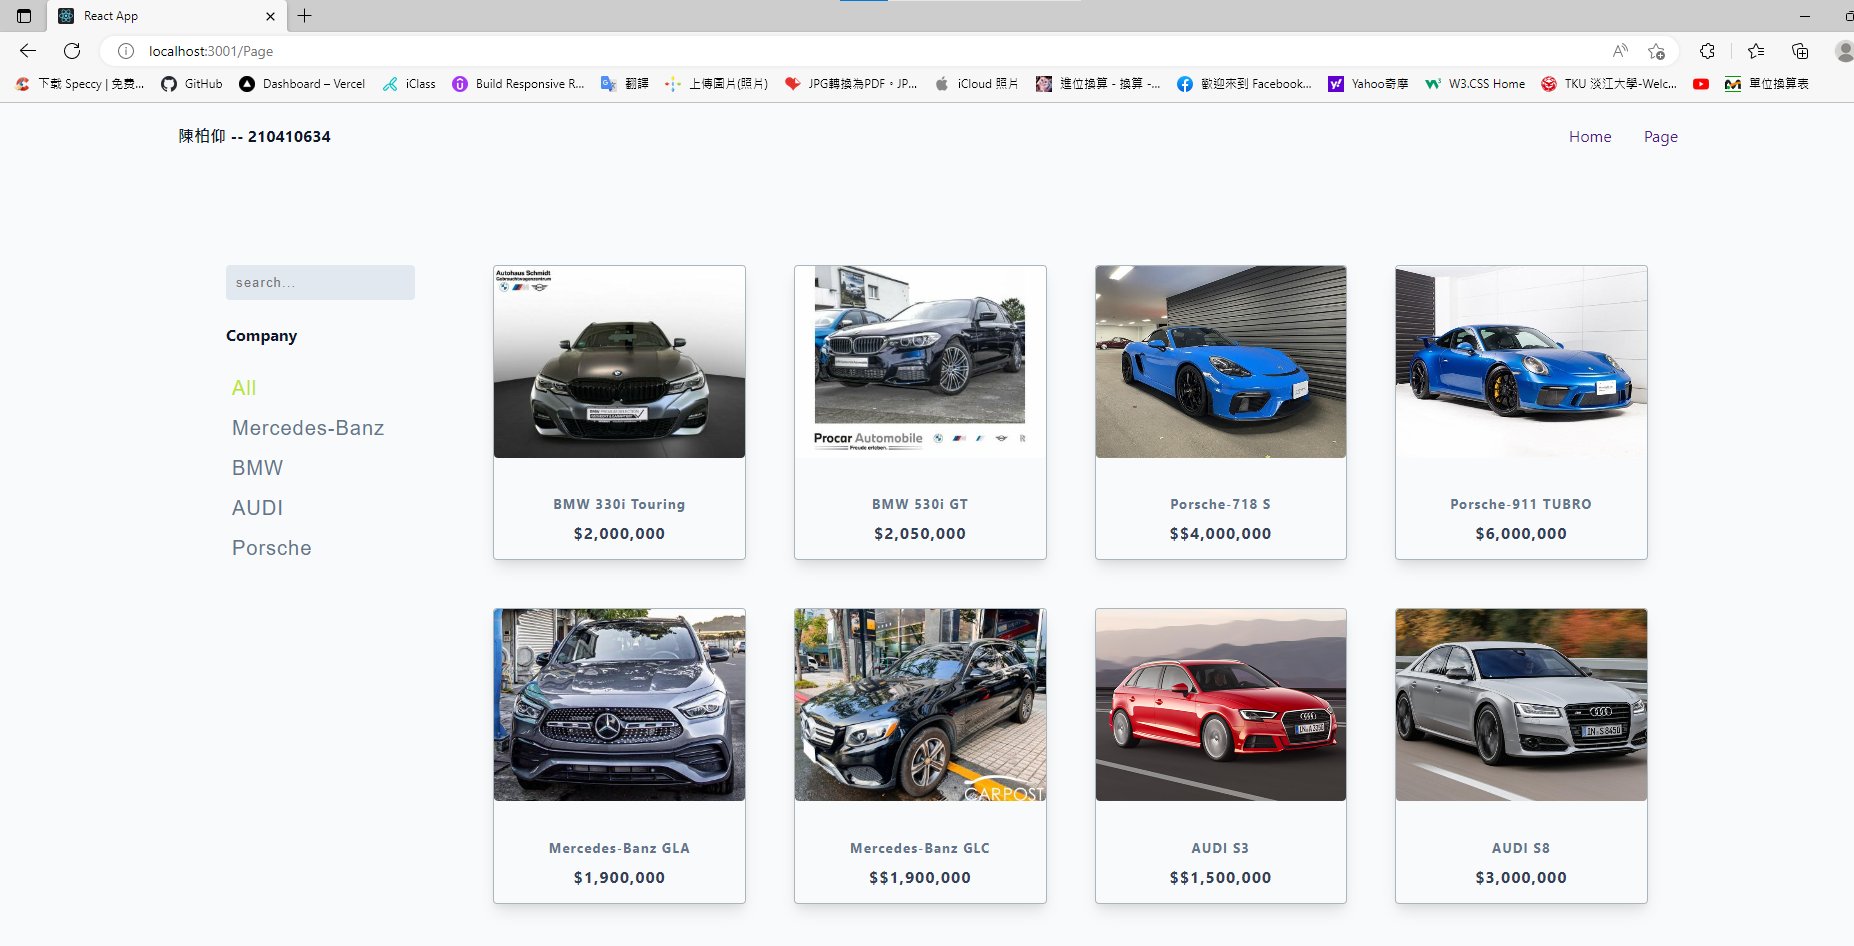 React App
localhost:3001/Page
下載 Speccy | 免費...
GitHub
Dashboard – Vercel
iClass
Build Responsive R...
翻譯
上傳圖片(照片)
JPG轉換為PDF。JP...
iCloud 照片
進位換算 - 換算 -...
歡迎來到 Facebook...
Yahoo奇摩
W3.CSS Home
TKU 淡江大學-Welc...
單位換算表
陳柏仰 -- 210410634
Home
Page
search...
Company
All
Mercedes-Banz
BMW
AUDI
Porsche
Autohaus Schmidt
Gebrauchtwagenzentrum
BMW 330i Touring
$2,000,000
Procar Automobile
Freude erleben.
BMW 530i GT
$2,050,000
Porsche-718 S
$$4,000,000
Porsche-911 TUBRO
$6,000,000
Mercedes-Banz GLA
$1,900,000
CARPOST
Mercedes-Banz GLC
$$1,900,000
AUDI S3
$$1,500,000
IN S 8450
AUDI S8
$3,000,000